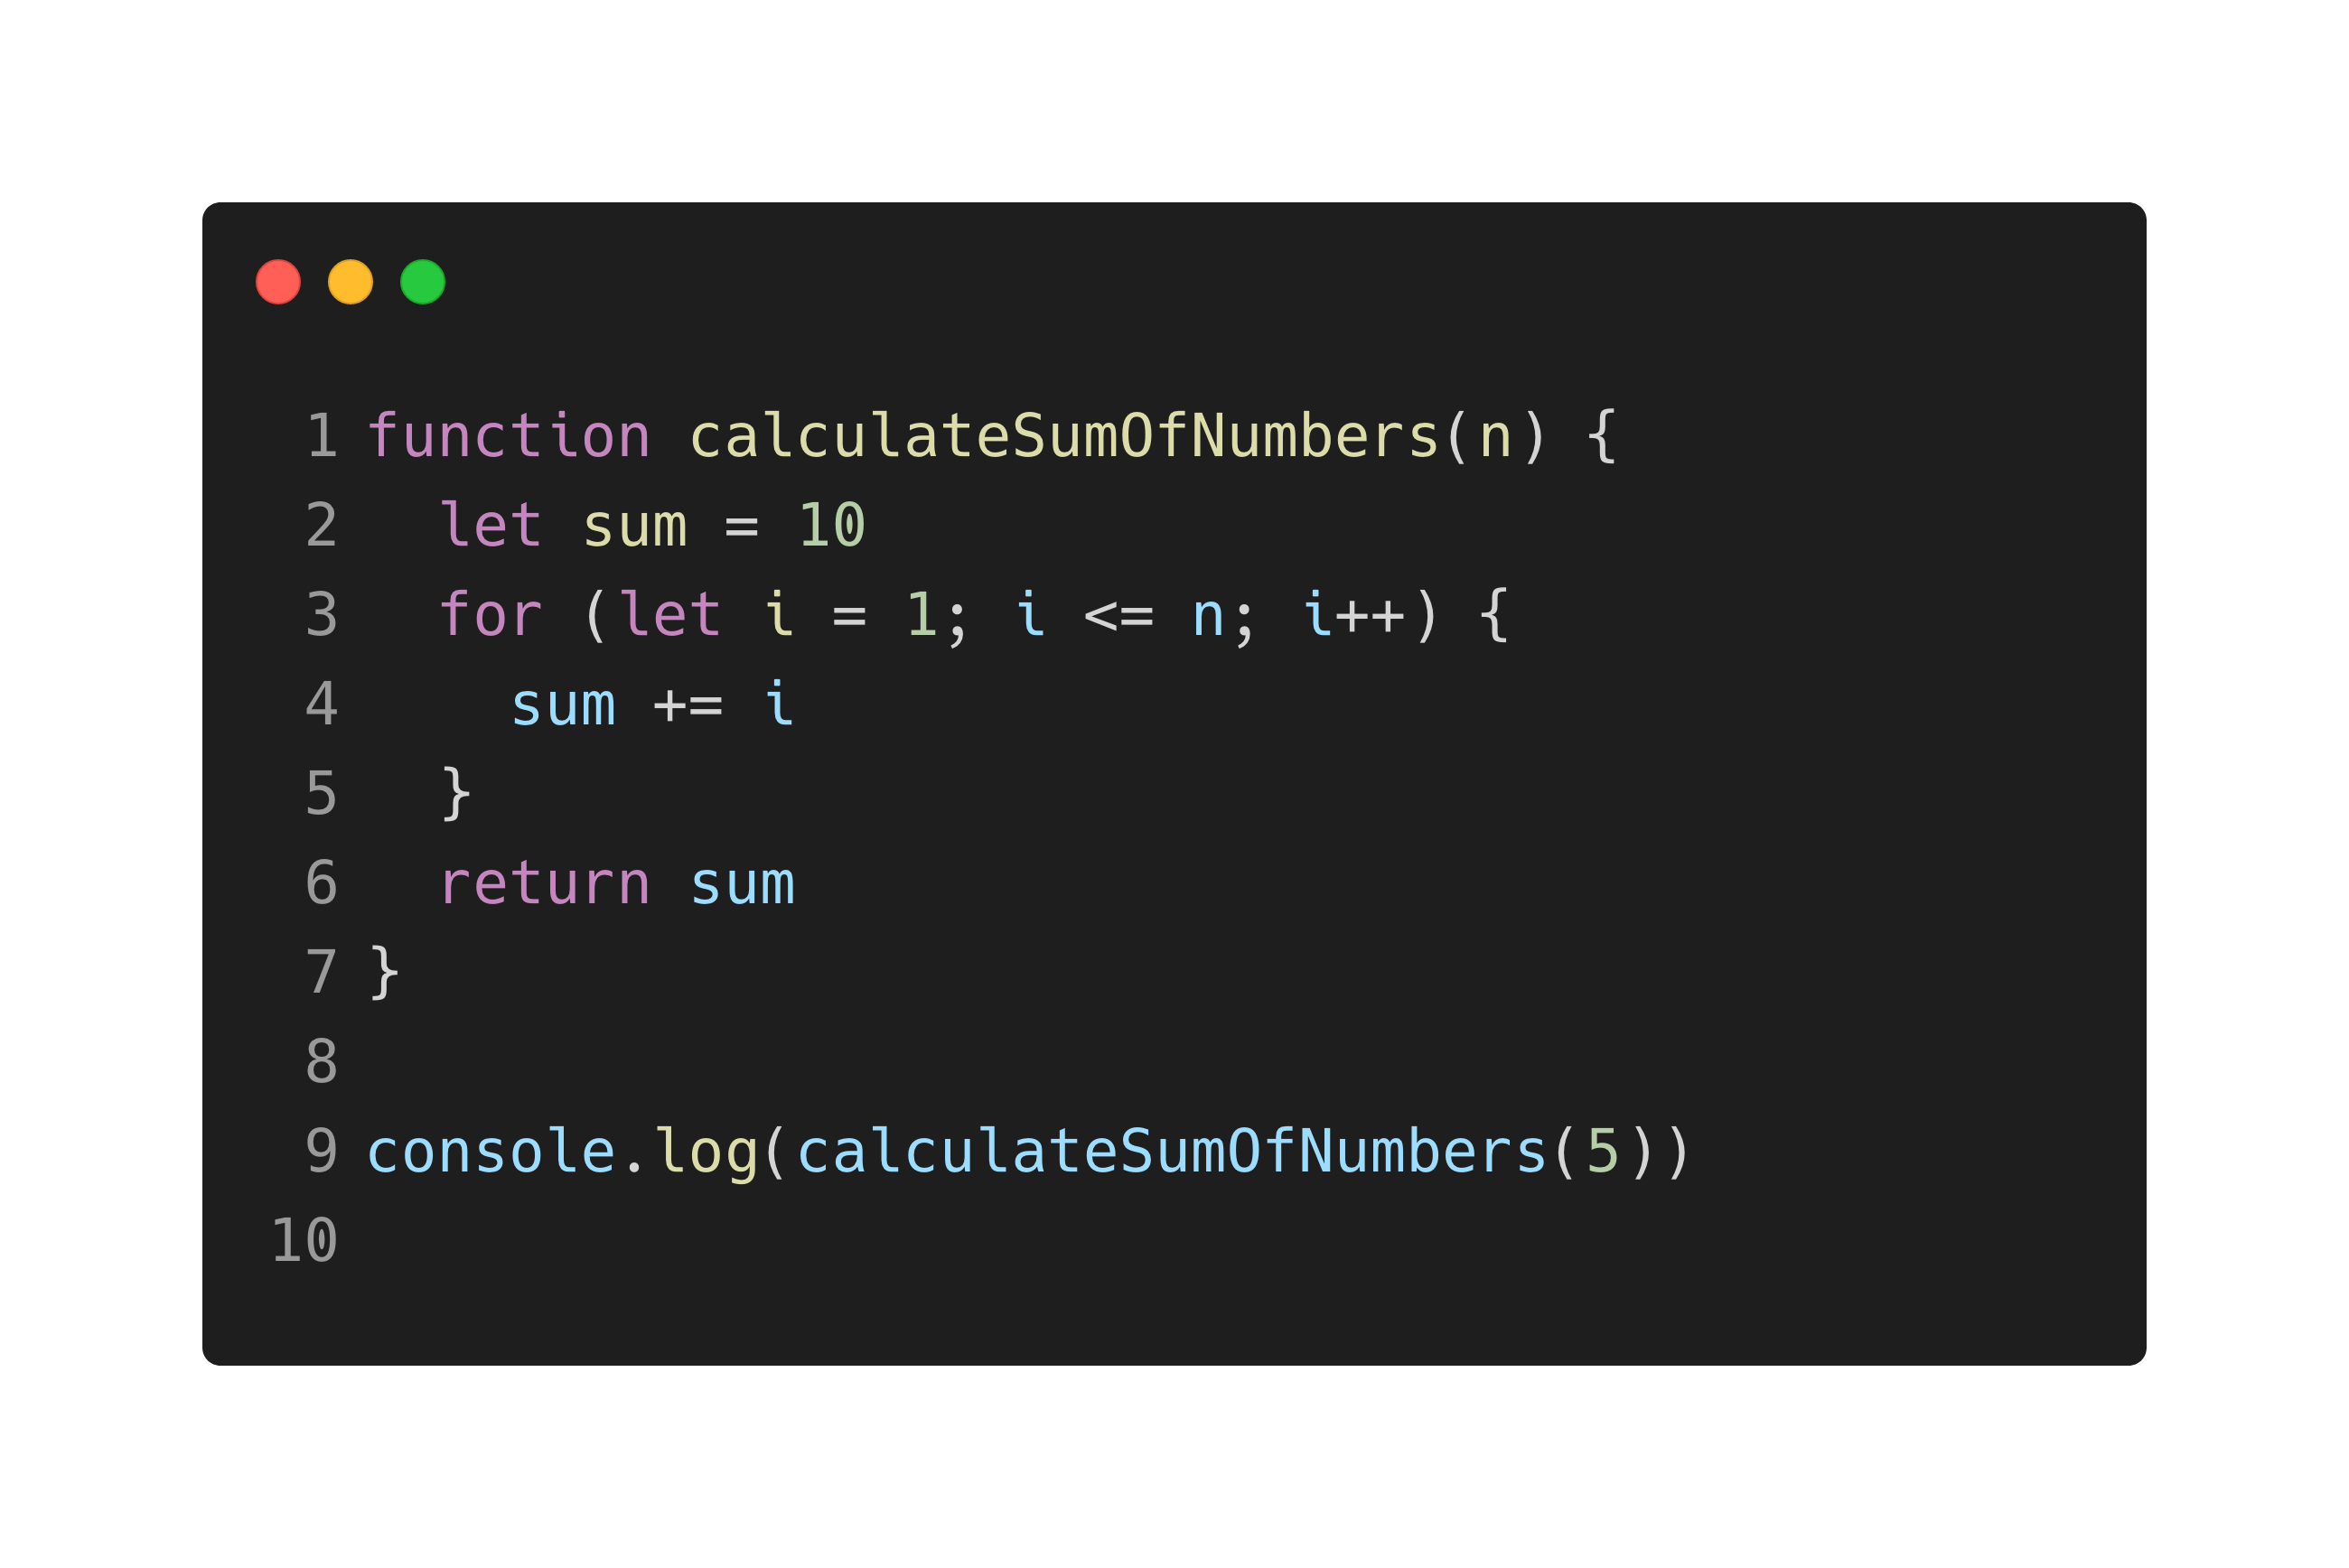 1 function calculateSumOfNumbers(n) {
2   let sum = 10
3   for (let i = 1; i <= n; i++) {
4     sum += i
5   }
6   return sum
7 }
8
9 console.log(calculateSumOfNumbers(5))
10